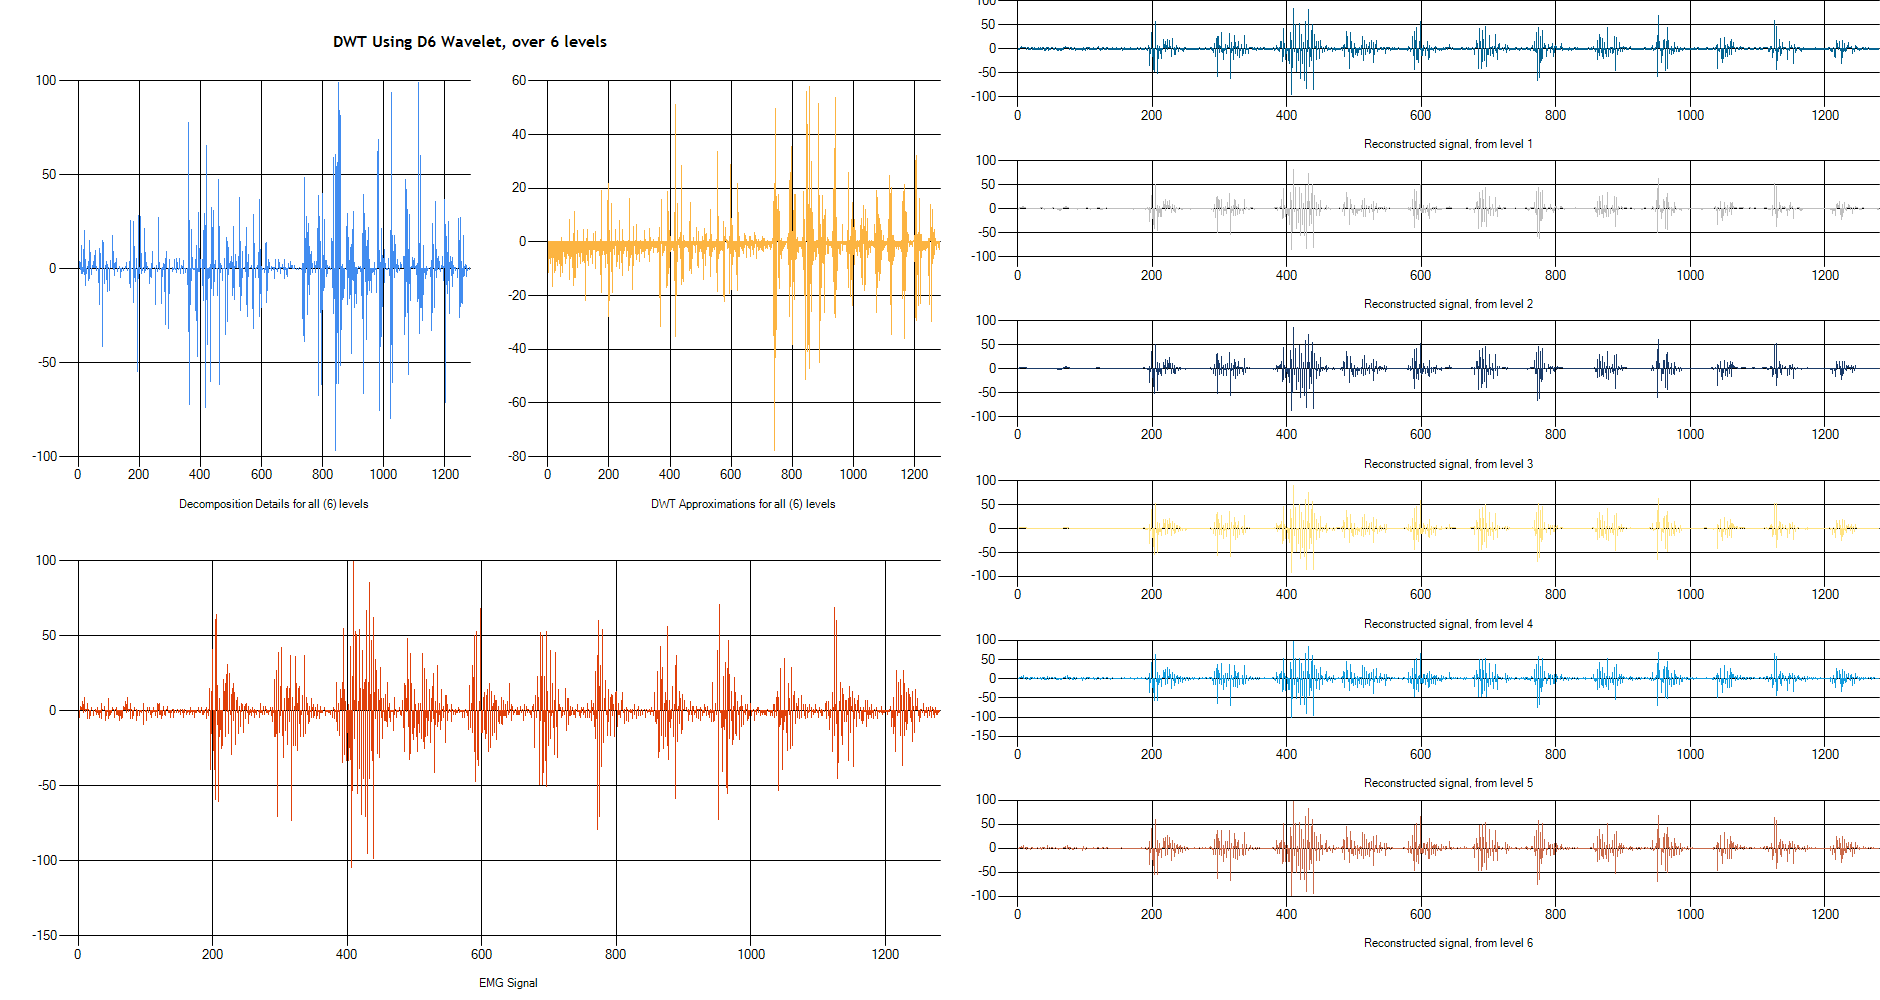 DWT Using D6 Wavelet, over 6 levels
100
50
0
-50
-100
0 200 400 600 800 1000 1200
Decomposition Details for all (6) levels
60
40
20
0
-20
-40
-60
-80
0 200 400 600 800 1000 1200
DWT Approximations for all (6) levels
100
50
0
-50
-100
-150
0 200 400 600 800 1000 1200
EMG Signal
100
50
0
-50
-100
0 200 400 600 800 1000 1200
Reconstructed signal, from level 1
100
50
0
-50
-100
0 200 400 600 800 1000 1200
Reconstructed signal, from level 2
100
50
0
-50
-100
0 200 400 600 800 1000 1200
Reconstructed signal, from level 3
100
50
0
-50
-100
0 200 400 600 800 1000 1200
Reconstructed signal, from level 4
100
50
0
-50
-100
-150
0 200 400 600 800 1000 1200
Reconstructed signal, from level 5
100
50
0
-50
-100
0 200 400 600 800 1000 1200
Reconstructed signal, from level 6